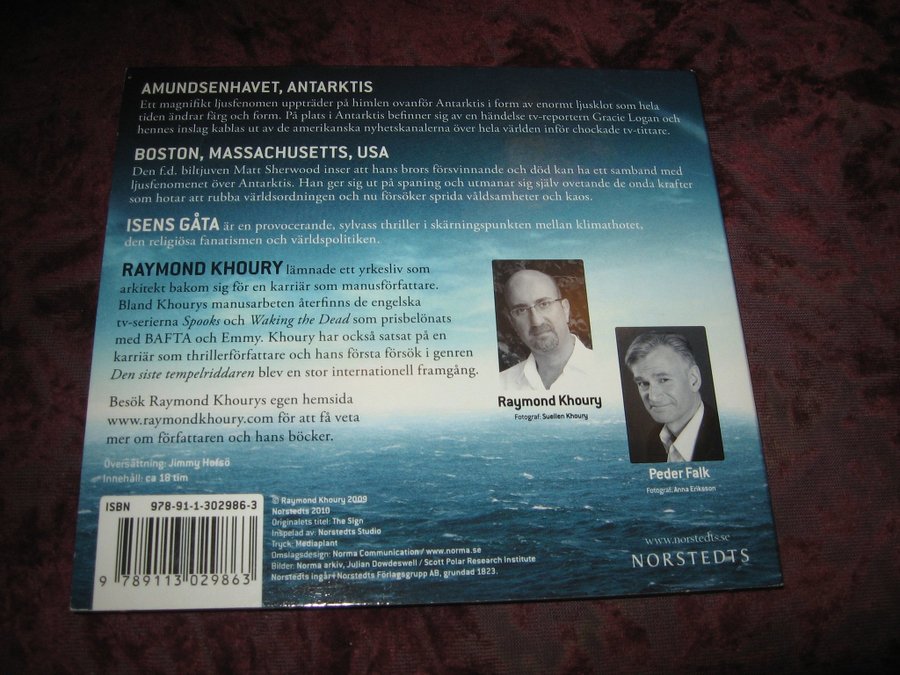 AMUNDSENHAVET, ANTARKTIS
Ett magnifikt ljusfenomen uppträder på himlen ovanför Antarktis i form av enormt ljusklot som hela
tiden ändrar färg och form. På plats i Antarktis befinner sig av en händelse tv-reportern Gracie Logan och
hennes inslag kablas ut av de amerikanska nyhetskanalerna över hela världen inför chockade tv-tittare.
BOSTON, MASSACHUSETTS, USA
Den f.d. biltjuven Matt Sherwood inser att hans brors försvinnande och död kan ha ett samband med
ljusfenomenet över Antarktis. Han ger sig ut på spaning och utmanar sig själv ovetande de onda krafter
som hotar att rubba världsordningen och nu försöker sprida våldsamheter och kaos.
ISENS GÅTA är en provocerande, sylvass thriller i skärningspunkten mellan klimathotet,
den religiösa fanatismen och världspolitiken.
RAYMOND KHOURY lämnade ett yrkesliv som
arkitekt bakom sig för en karriär som manusförfattare.
Bland Khourys manusarbeten återfinns de engelska
tv-serierna Spooks och Waking the Dead som prisbelönats
med BAFTA och Emmy. Khoury har också satsat på en
karriär som thrillerförfattare och hans första försök i genren
Den siste tempelriddaren blev en stor internationell framgång.
Besök Raymond Khourys egen hemsida
www.raymondkhoury.com för att få veta
mer om författaren och hans böcker.
Raymond Khoury
Fotograf: Suellen Khoury
Peder Falk
Fotograf: Anna Eriksson
Översättning: Jimmy Hofsö
Innehåll: ca 18 tim
ISBN 978-91-1-302986-3
9 789113 029863
© Raymond Khoury 2009
Norstedts 2010
Originalets titel: The Sign
Inspelad av: Norstedts Studio
Tryck: Mediaplant
Omslagsdesign: Norma Communication / www.norma.se
Bilder: Norma arkiv, Julian Dowdeswell / Scott Polar Research Institute
Norstedts ingår i Norstedts Förlagsgrupp AB, grundad 1823.
www.norstedts.se
NORSTEDTS